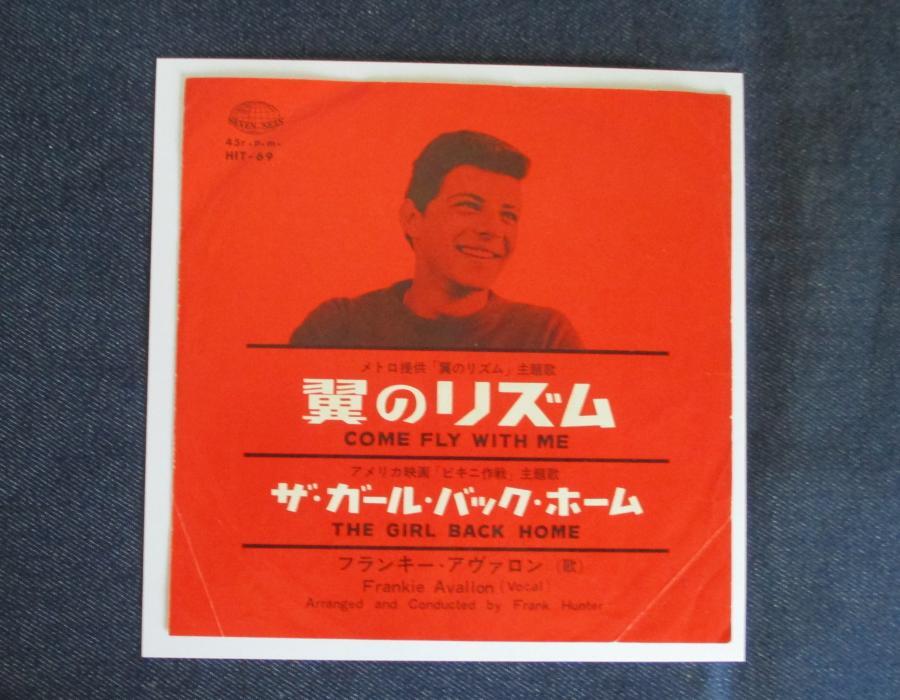 SEVEN SEAS
45r.p.m.
HIT-69
メトロ提供「翼のリズム」主題歌
翼のリズム
COME FLY WITH ME
アメリカ映画「ビキニ作戦」主題歌
ザ・ガール・バック・ホーム
THE GIRL BACK HOME
フランキー・アヴァロン（歌）
Frankie Avallon (Vocal)
Arranged and Conducted by Frank Hunter